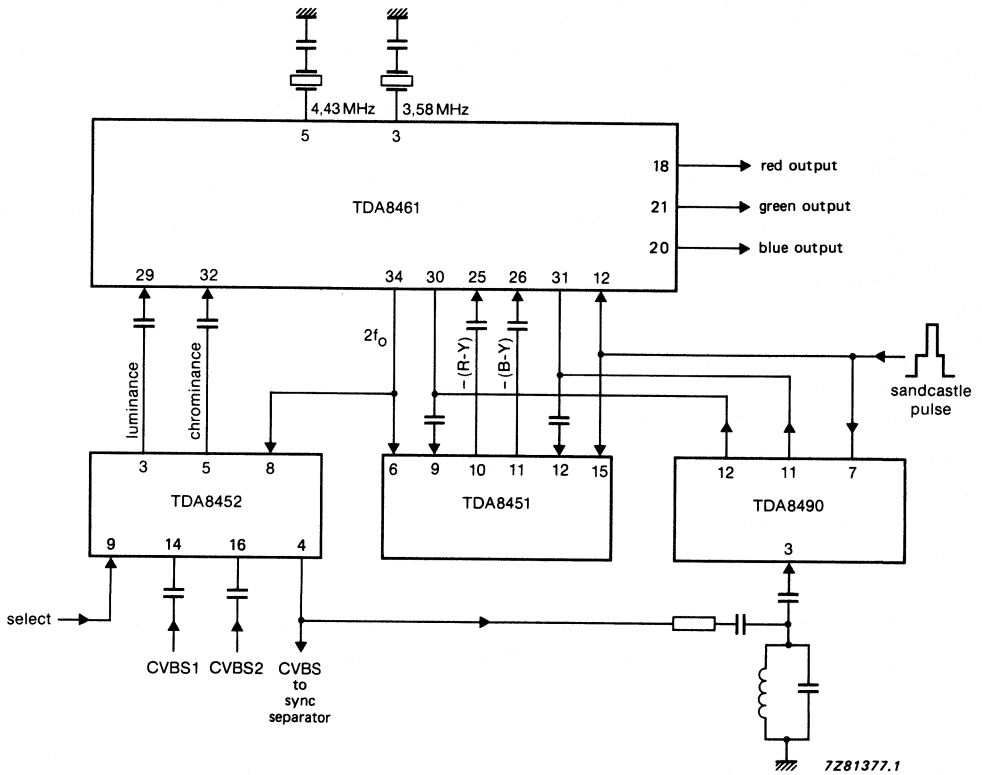 4,43 MHz 3,58 MHz
5 3
18 red output
TDA8461
21 green output
20 blue output
29 32 34 30 25 26 31 12
2fo
luminance
chrominance
-(R-Y)
-(B-Y)
sandcastle
pulse
3 5 8
6 9 10 11 12 15
12 11 7
TDA8452
TDA8451
TDA8490
9 14 16 4
3
select
CVBS1 CVBS2 CVBS
to
sync
separator
7Z81377.1